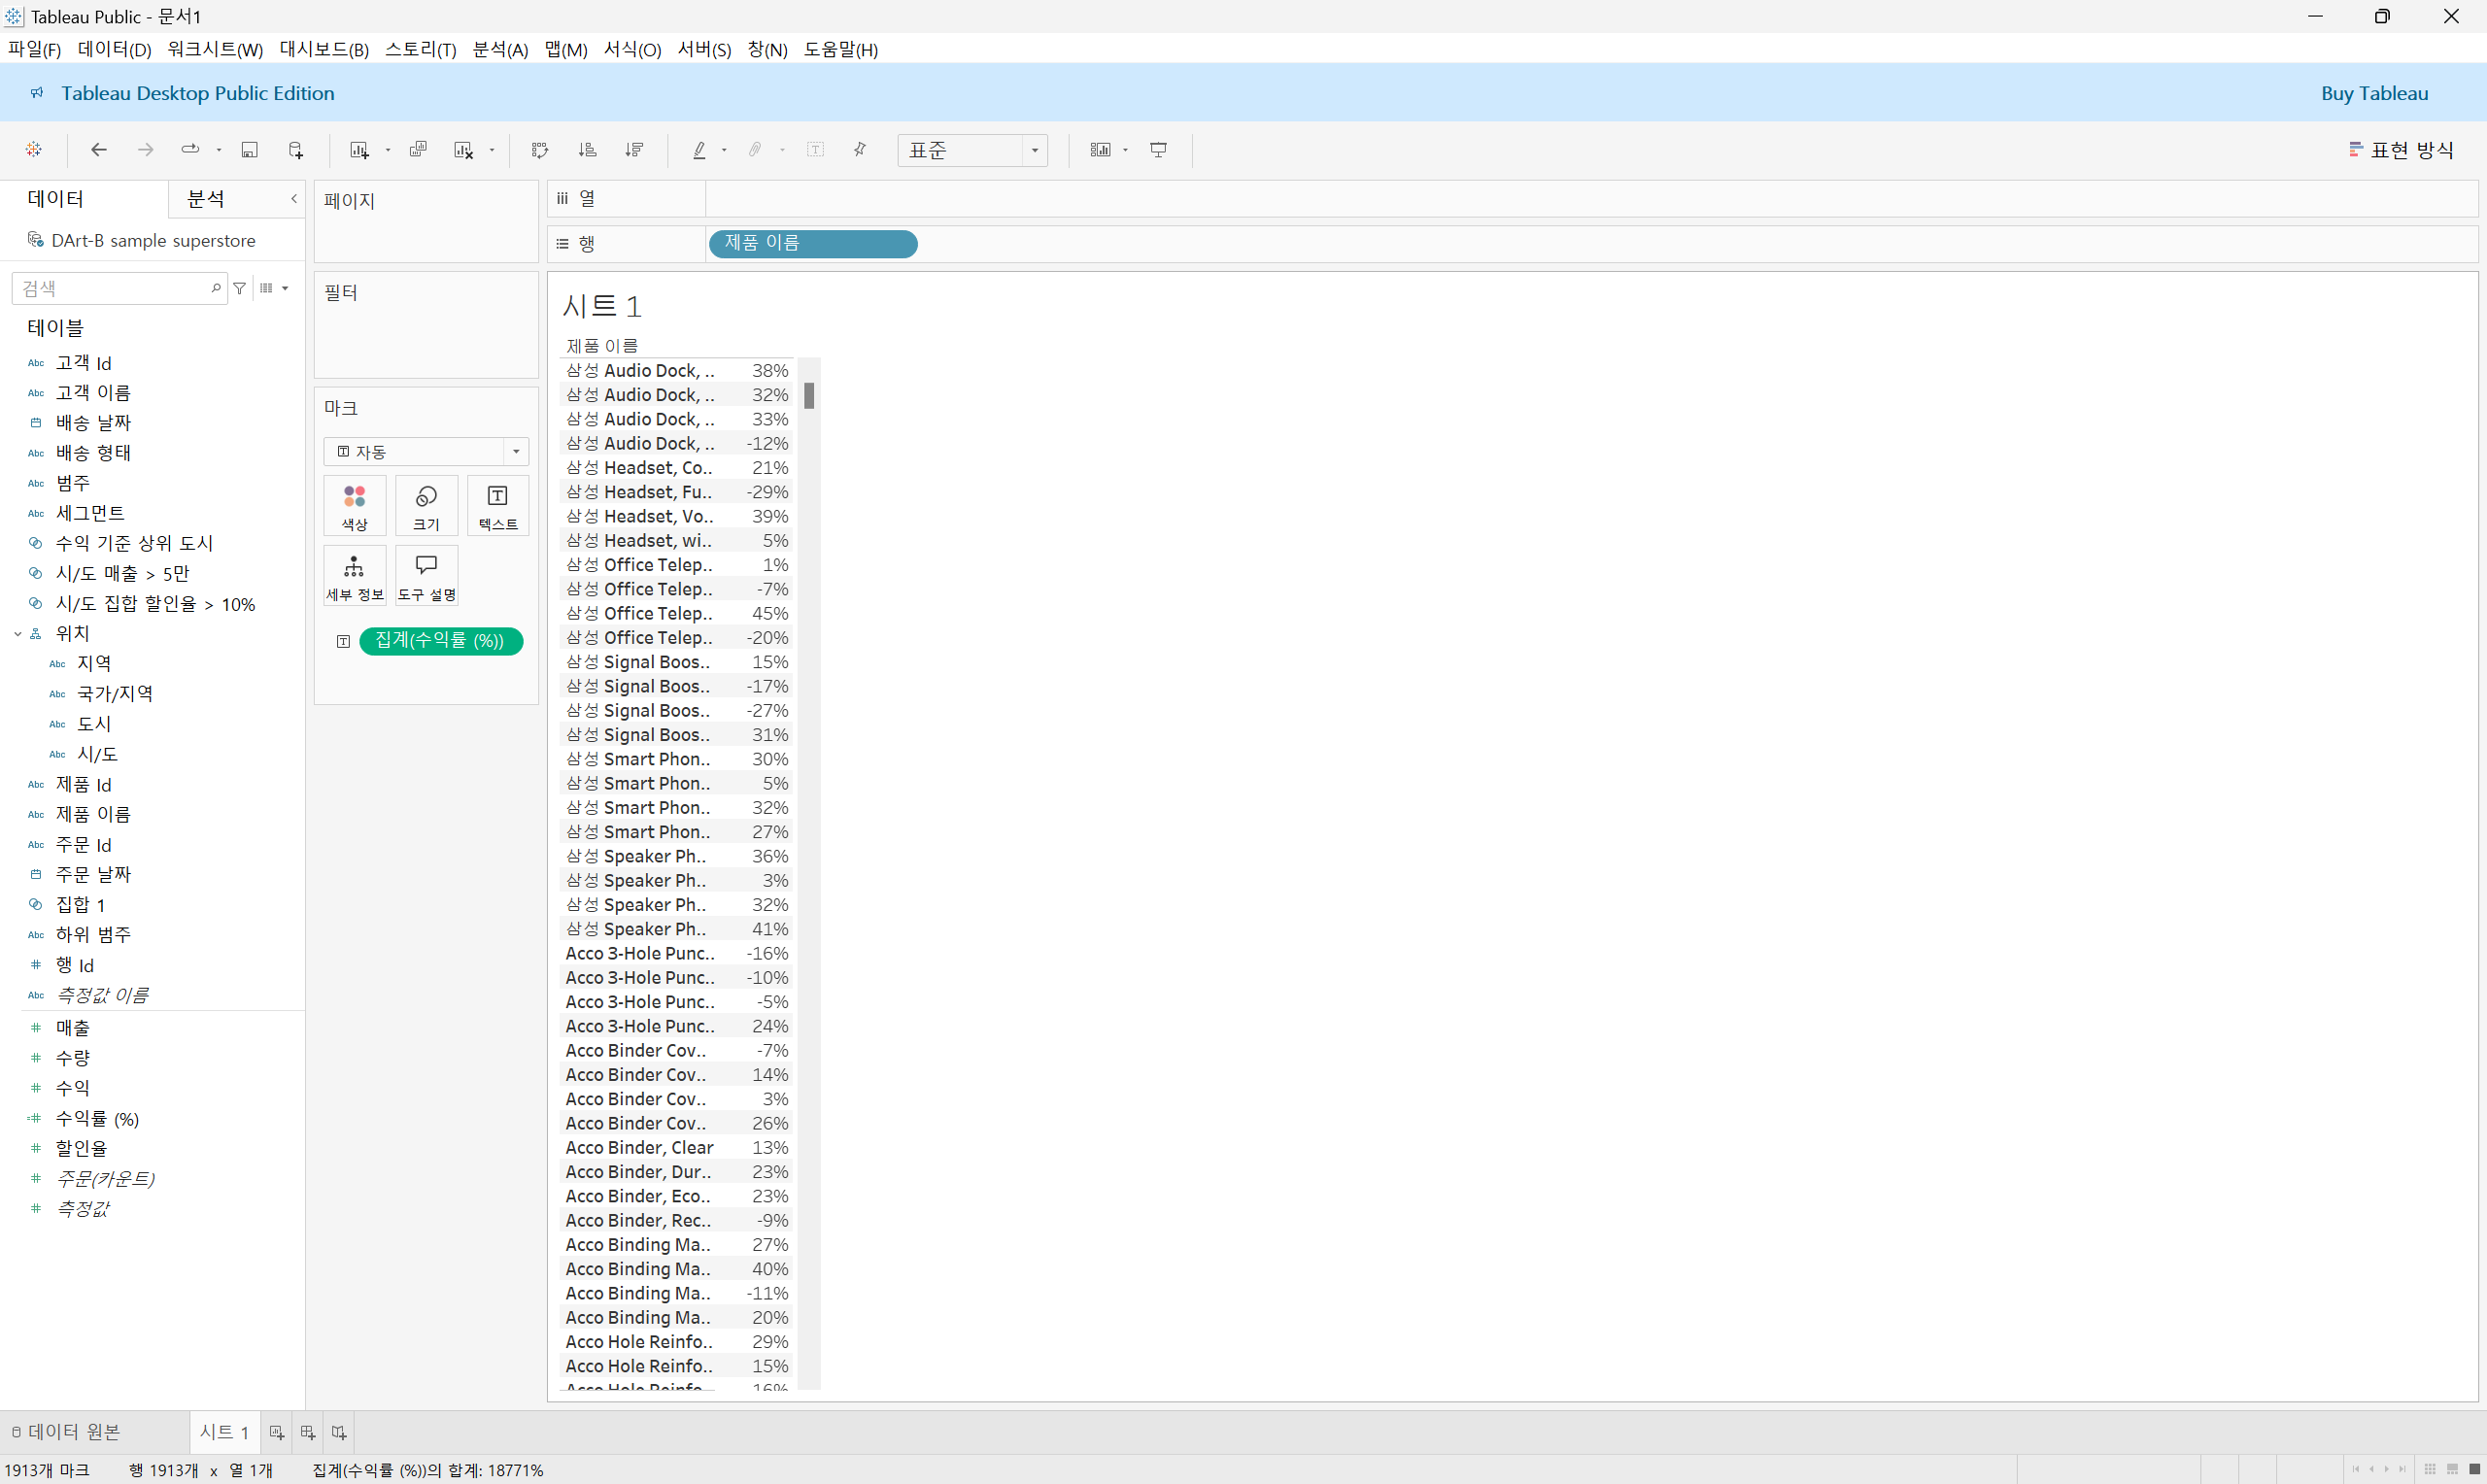 Tableau Public - 문서1
파일(F) 데이터(D) 워크시트(W) 대시보드(B) 스토리(T) 분석(A) 맵(M) 서식(O) 서버(S) 창(N) 도움말(H)
Tableau Desktop Public Edition
Buy Tableau
표준
표현 방식
데이터
분석
DArt-B sample superstore
검색
테이블
Abc 고객 Id
Abc 고객 이름
배송 날짜
Abc 배송 형태
Abc 범주
Abc 세그먼트
수익 기준 상위 도시
시/도 매출 > 5만
시/도 집합 할인율 > 10%
위치
Abc 지역
Abc 국가/지역
Abc 도시
Abc 시/도
Abc 제품 Id
Abc 제품 이름
Abc 주문 Id
주문 날짜
집합 1
Abc 하위 범주
# 행 Id
Abc 측정값 이름
# 매출
# 수량
# 수익
=# 수익률 (%)
# 할인율
# 주문(카운트)
# 측정값
페이지
필터
마크
자동
색상
크기
텍스트
세부 정보
도구 설명
집계(수익률 (%))
열
행
제품 이름
시트 1
제품 이름
삼성 Audio Dock, .. 38%
삼성 Audio Dock, .. 32%
삼성 Audio Dock, .. 33%
삼성 Audio Dock, .. -12%
삼성 Headset, Co.. 21%
삼성 Headset, Fu.. -29%
삼성 Headset, Vo.. 39%
삼성 Headset, wi.. 5%
삼성 Office Telep.. 1%
삼성 Office Telep.. -7%
삼성 Office Telep.. 45%
삼성 Office Telep.. -20%
삼성 Signal Boos.. 15%
삼성 Signal Boos.. -17%
삼성 Signal Boos.. -27%
삼성 Signal Boos.. 31%
삼성 Smart Phon.. 30%
삼성 Smart Phon.. 5%
삼성 Smart Phon.. 32%
삼성 Smart Phon.. 27%
삼성 Speaker Ph.. 36%
삼성 Speaker Ph.. 3%
삼성 Speaker Ph.. 32%
삼성 Speaker Ph.. 41%
Acco 3-Hole Punc.. -16%
Acco 3-Hole Punc.. -10%
Acco 3-Hole Punc.. -5%
Acco 3-Hole Punc.. 24%
Acco Binder Cov.. -7%
Acco Binder Cov.. 14%
Acco Binder Cov.. 3%
Acco Binder Cov.. 26%
Acco Binder, Clear 13%
Acco Binder, Dur.. 23%
Acco Binder, Eco.. 23%
Acco Binder, Rec.. -9%
Acco Binding Ma.. 27%
Acco Binding Ma.. 40%
Acco Binding Ma.. -11%
Acco Binding Ma.. 20%
Acco Hole Reinfo.. 29%
Acco Hole Reinfo.. 15%
Acco Hole Reinfo.. 16%
데이터 원본
시트 1
1913개 마크
행 1913개 x 열 1개
집계(수익률 (%))의 합계: 18771%